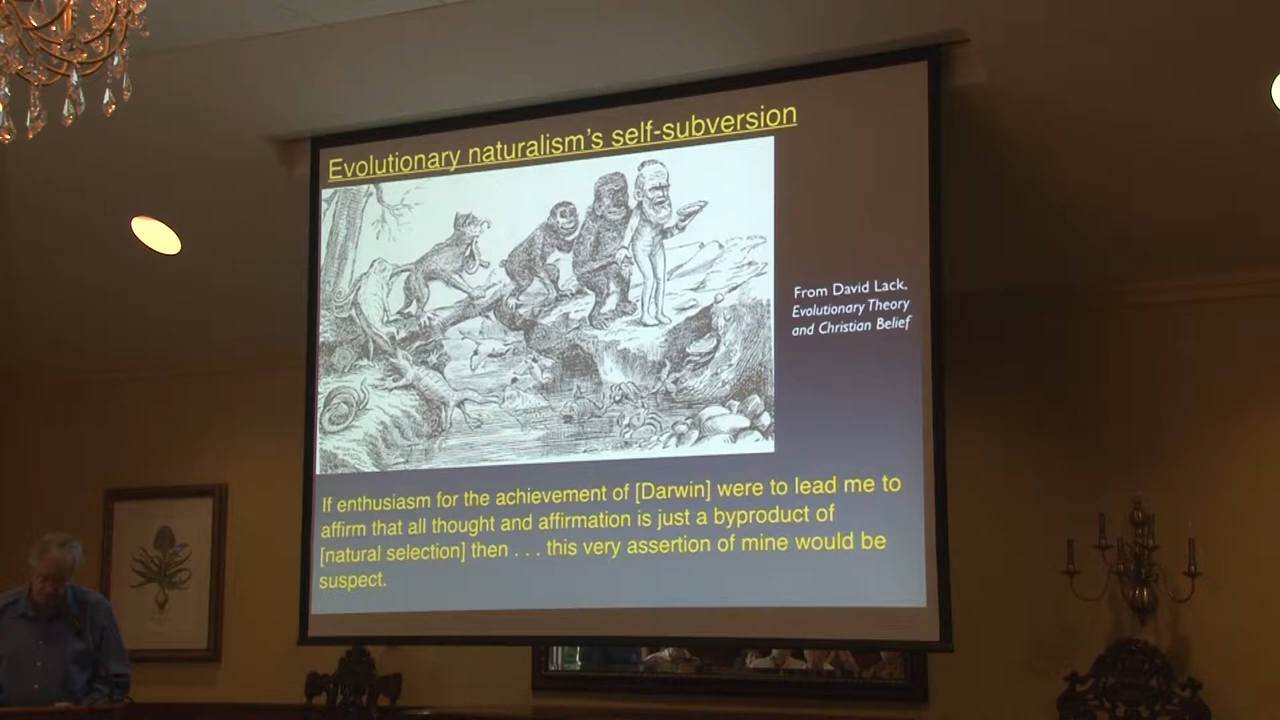 Evolutionary naturalism's self-subversion
From David Lack,
Evolutionary Theory
and Christian Belief
If enthusiasm for the achievement of [Darwin] were to lead me to
affirm that all thought and affirmation is just a byproduct of
[natural selection] then . . . this very assertion of mine would be
suspect.